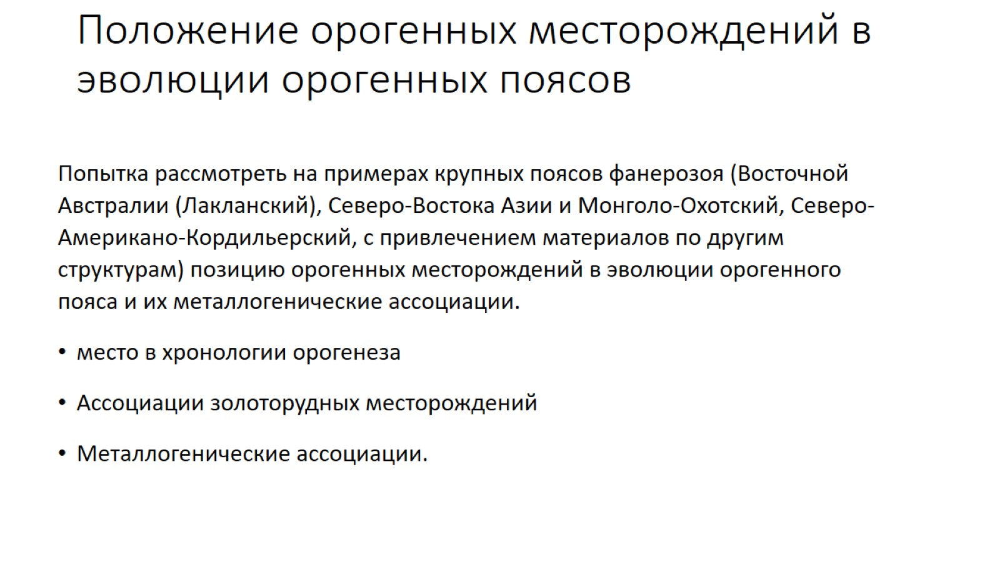 Положение орогенных месторождений в
эволюции орогенных поясов
Попытка рассмотреть на примерах крупных поясов фанерозоя (Восточной
Австралии (Лакланский), Северо-Востока Азии и Монголо-Охотский, Северо-
Американо-Кордильерский, с привлечением материалов по другим
структурам) позицию орогенных месторождений в эволюции орогенного
пояса и их металлогенические ассоциации.
• место в хронологии орогенеза
• Ассоциации золоторудных месторождений
• Металлогенические ассоциации.